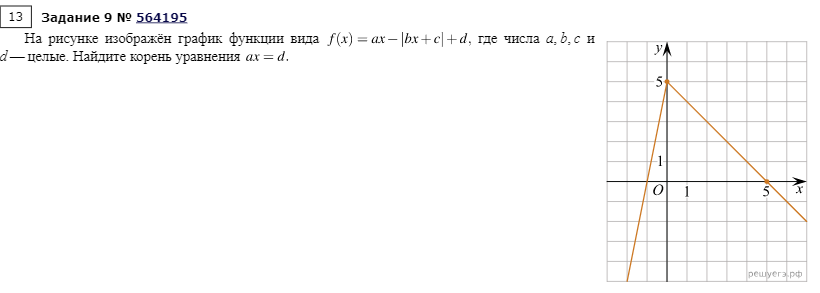 13 Задание 9 № 564195
На рисунке изображён график функции вида f(x) = ax − |bx + c| + d, где числа a, b, c и
d — целые. Найдите корень уравнения ax = d.
y
5
1
O 1 5 x
решуегэ.рф